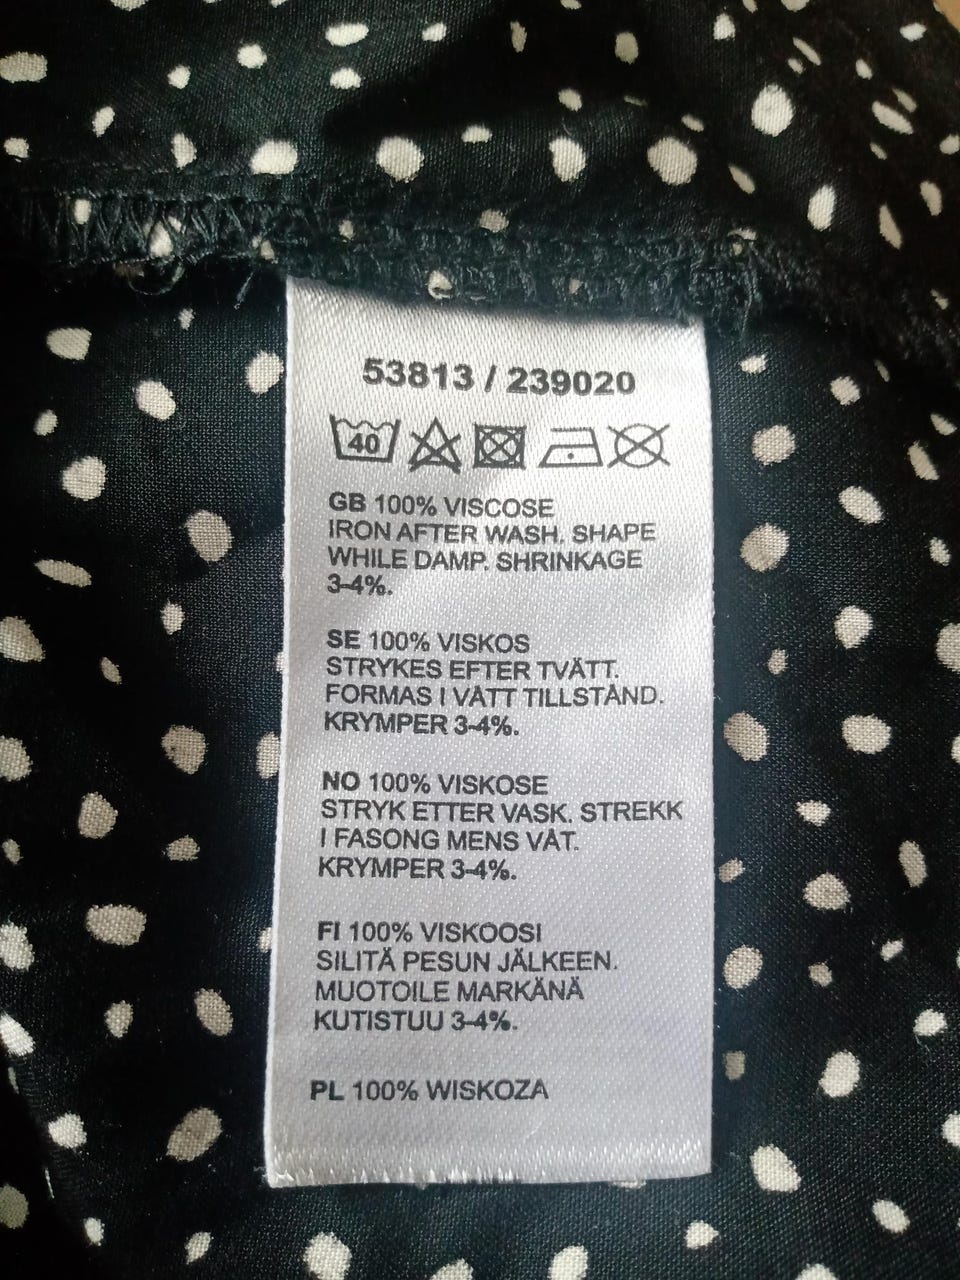 53813 / 239020
40
GB 100% VISCOSE
IRON AFTER WASH. SHAPE
WHILE DAMP. SHRINKAGE
3-4%.
SE 100% VISKOS
STRYKES EFTER TVÄTT.
FORMAS I VÅTT TILLSTÅND.
KRYMPER 3-4%.
NO 100% VISKOSE
STRYK ETTER VASK. STREKK
I FASONG MENS VÅT.
KRYMPER 3-4%.
FI 100% VISKOOSI
SILITÄ PESUN JÄLKEEN.
MUOTOILE MARKÄNÄ
KUTISTUU 3-4%.
PL 100% WISKOZA